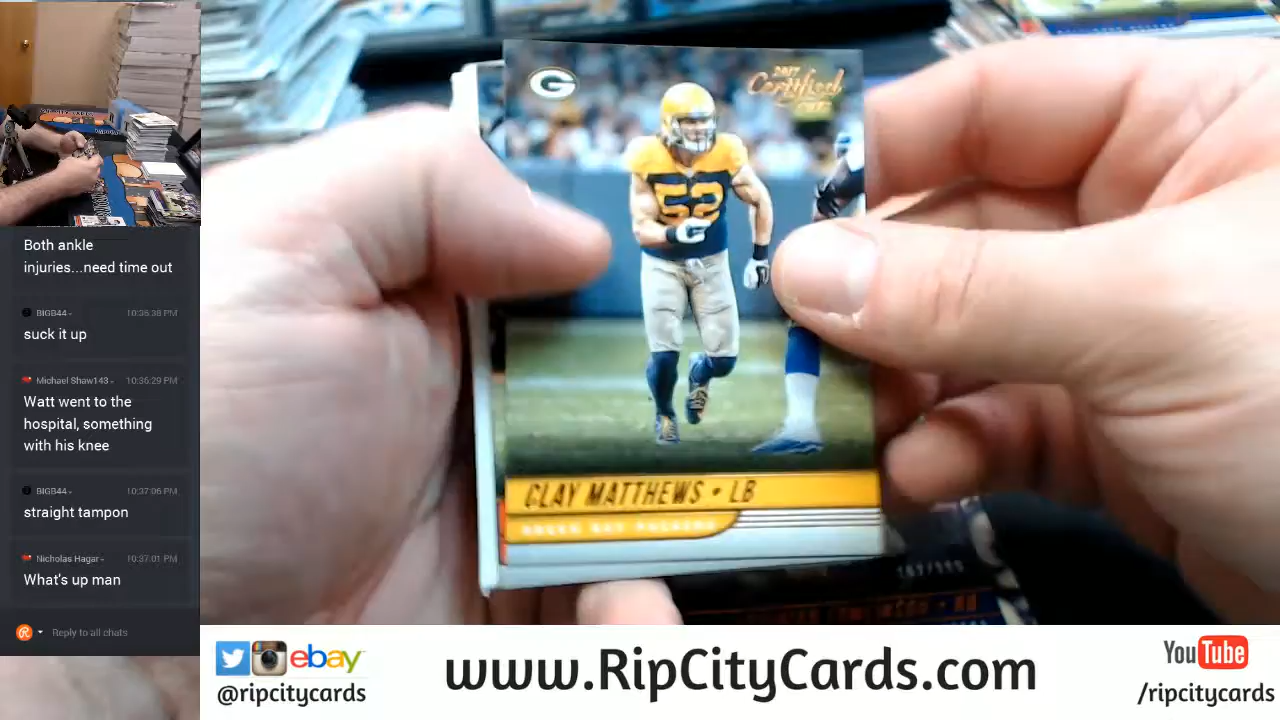 Both ankle
injuries...need time out
BIGB44 10:36:38 PM
suck it up
Michael Shaw143 10:36:29 PM
Watt went to the
hospital, something
with his knee
BIGB44 10:37:06 PM
straight tampon
Nicholas Hagar 10:37:01 PM
What's up man
Reply to all chats
G
2017
Certified
52
G
CLAY MATTHEWS • LB
GREEN BAY PACKERS
ebay
@ripcitycards
www.RipCityCards.com
YouTube
/ripcitycards